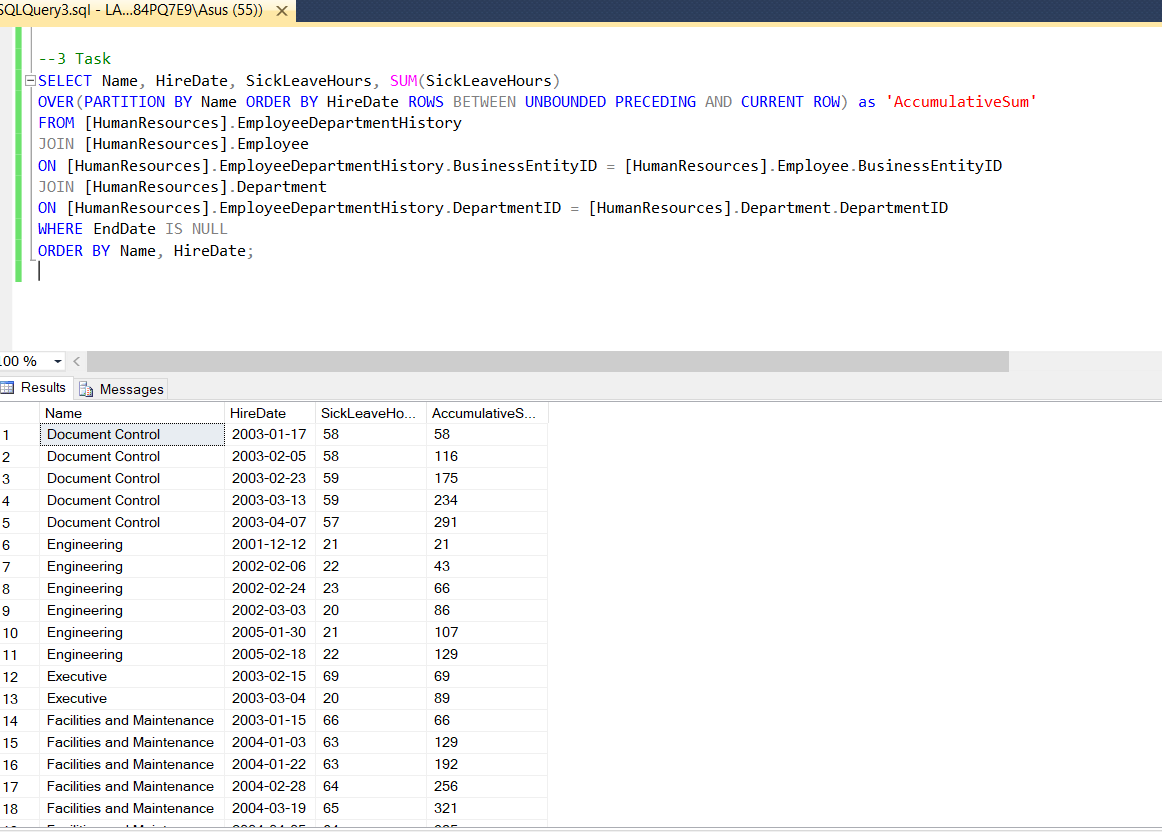 SQLQuery3.sql - LA...84PQ7E9\Asus (55))
--3 Task
SELECT Name, HireDate, SickLeaveHours, SUM(SickLeaveHours)
OVER(PARTITION BY Name ORDER BY HireDate ROWS BETWEEN UNBOUNDED PRECEDING AND CURRENT ROW) as 'AccumulativeSum'
FROM [HumanResources].EmployeeDepartmentHistory
JOIN [HumanResources].Employee
ON [HumanResources].EmployeeDepartmentHistory.BusinessEntityID = [HumanResources].Employee.BusinessEntityID
JOIN [HumanResources].Department
ON [HumanResources].EmployeeDepartmentHistory.DepartmentID = [HumanResources].Department.DepartmentID
WHERE EndDate IS NULL
ORDER BY Name, HireDate;
100 %
Results Messages
Name HireDate SickLeaveHo... AccumulativeS...
1 Document Control 2003-01-17 58 58
2 Document Control 2003-02-05 58 116
3 Document Control 2003-02-23 59 175
4 Document Control 2003-03-13 59 234
5 Document Control 2003-04-07 57 291
6 Engineering 2001-12-12 21 21
7 Engineering 2002-02-06 22 43
8 Engineering 2002-02-24 23 66
9 Engineering 2002-03-03 20 86
10 Engineering 2005-01-30 21 107
11 Engineering 2005-02-18 22 129
12 Executive 2003-02-15 69 69
13 Executive 2003-03-04 20 89
14 Facilities and Maintenance 2003-01-15 66 66
15 Facilities and Maintenance 2004-01-03 63 129
16 Facilities and Maintenance 2004-01-22 63 192
17 Facilities and Maintenance 2004-02-28 64 256
18 Facilities and Maintenance 2004-03-19 65 321